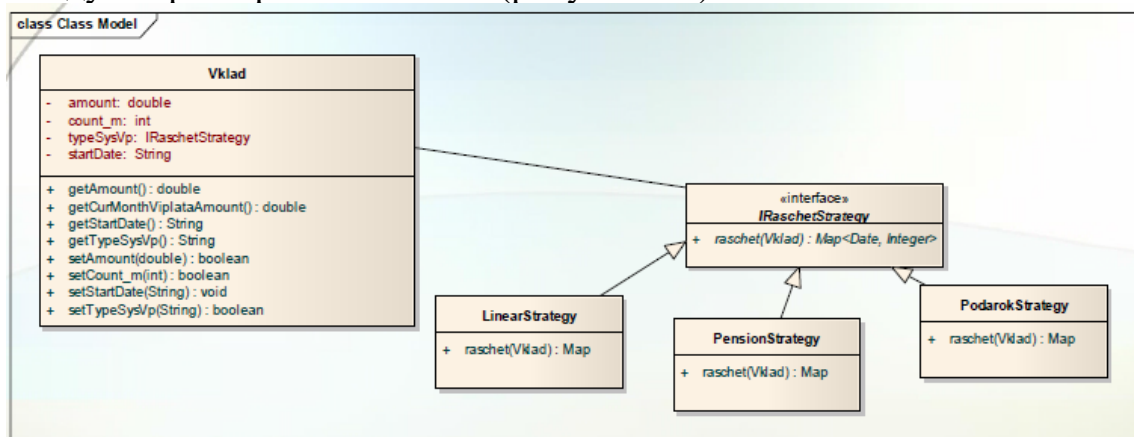 class Class Model
Vklad
- amount: double
- count_m: int
- typeSysVp: IRaschetStrategy
- startDate: String
+ getAmount() : double
+ getCurMonthViplataAmount() : double
+ getStartDate() : String
+ getTypeSysVp() : String
+ setAmount(double) : boolean
+ setCount_m(int) : boolean
+ setStartDate(String) : void
+ setTypeSysVp(String) : boolean
«interface»
IRaschetStrategy
+ raschet(Vklad) : Map<Date, Integer>
LinearStrategy
+ raschet(Vklad) : Map
PensionStrategy
+ raschet(Vklad) : Map
PodarokStrategy
+ raschet(Vklad) : Map